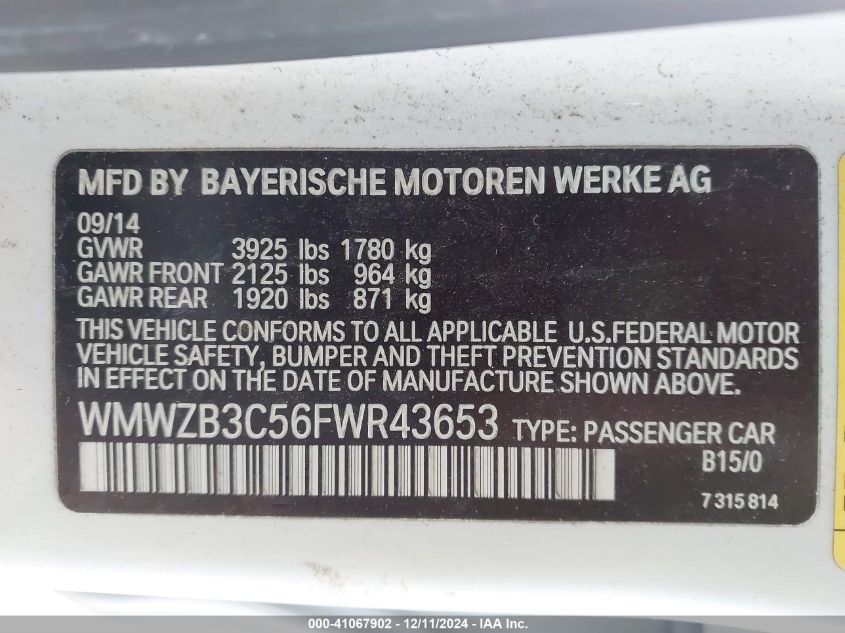 MFD BY BAYERISCHE MOTOREN WERKE AG
09/14
GVWR 3925 lbs 1780 kg
GAWR FRONT 2125 lbs 964 kg
GAWR REAR 1920 lbs 871 kg
THIS VEHICLE CONFORMS TO ALL APPLICABLE U.S.FEDERAL MOTOR
VEHICLE SAFETY, BUMPER AND THEFT PREVENTION STANDARDS
IN EFFECT ON THE DATE OF MANUFACTURE SHOWN ABOVE.
WMWZB3C56FWR43653 TYPE: PASSENGER CAR
B15/0
7 315 814
000-41067902 - 12/11/2024 - IAA Inc.